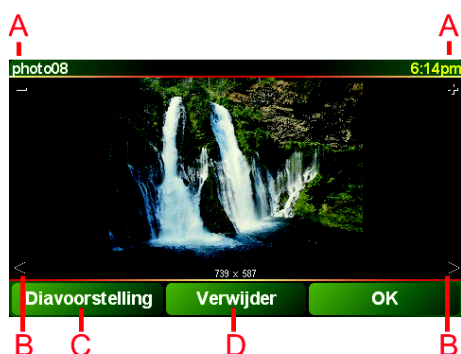 A A
photo08 6:14pm
− +
< >
739 x 587
Diavoorstelling Verwijder OK
B C D B